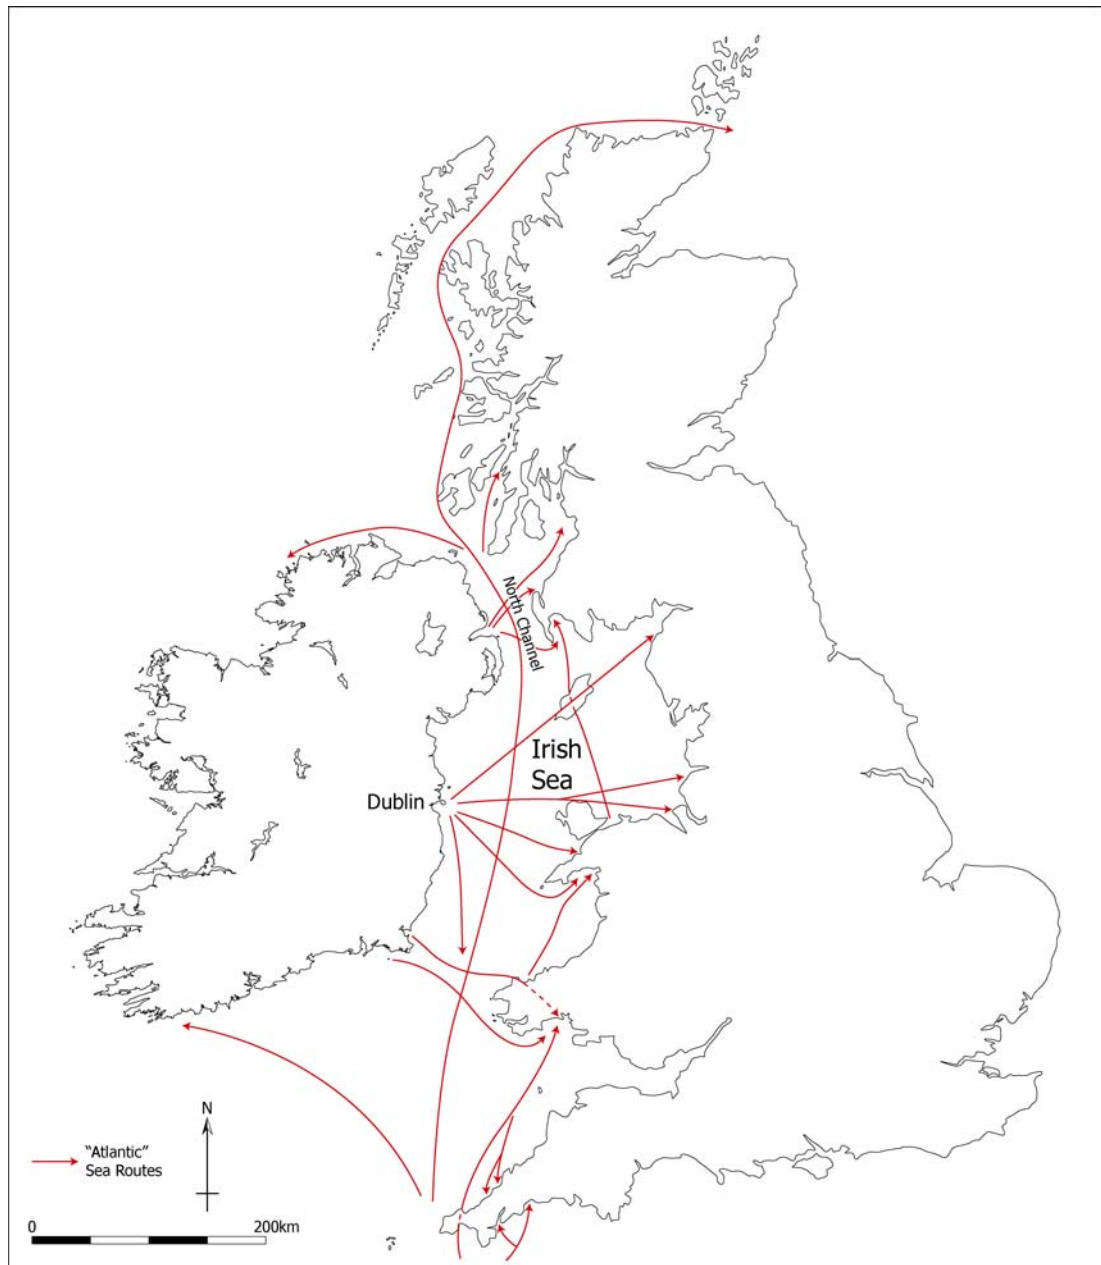 North Channel
Irish
Sea
Dublin
N
"Atlantic"
Sea Routes
0
200km